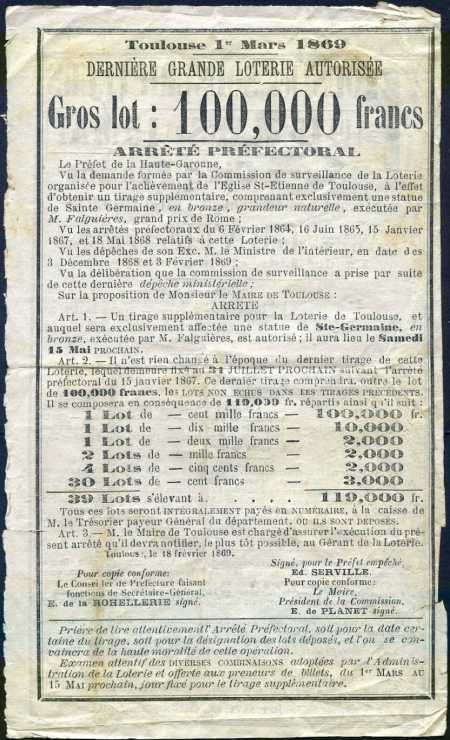 Toulouse 1er Mars 1869
DERNIÈRE GRANDE LOTERIE AUTORISÉE
Gros lot : 100,000 francs
ARRÊTÉ PRÉFECTORAL
Le Préfet de la Haute-Garonne,
Vu la demande formée par la Commission de surveillance de la Loterie
organisée pour l'achèvement de l'Eglise St-Etienne de Toulouse, à l'effet
d'obtenir un tirage supplémentaire, comprenant exclusivement une statue
de Sainte Germaine, en bronze, grandeur naturelle, exécutée par
M. Falguières, grand prix de Rome ;
Vu les arrêtés préfectoraux du 6 Février 1864, 16 Juin 1865, 15 Janvier
1867, et 18 Mai 1868 relatifs à cette Loterie ;
Vu les dépêches de son Exc. M. le Ministre de l'intérieur, en date des
3 Décembre 1868 et 3 Février 1869 ;
Vu la délibération que la commission de surveillance a prise par suite
de cette dernière dépêche ministérielle ;
Sur la proposition de Monsieur le MAIRE DE TOULOUSE :
ARRETE
Art. 1. — Un tirage supplémentaire pour la Loterie de Toulouse, et
auquel sera exclusivement affectée une statue de Ste-Germaine, en
bronze, exécutée par M. Falguières, est autorisé ; il aura lieu le Samedi
15 Mai PROCHAIN.
Art. 2. — Il n'est rien changé à l'époque du dernier tirage de cette
Loterie, lequel demeure fixé au 31 JUILLET PROCHAIN suivant l'arrêté
préfectoral du 15 janvier 1867. Ce dernier tirage comprendra, outre le lot
de 100,000 francs, les LOTS NON ÉCHUS DANS LES TIRAGES PRÉCÉDENTS.
Il se composera en conséquence de 119,000 fr. répartis ainsi qu'il suit :
1 Lot de — cent mille francs — 100,000 fr.
1 Lot de — dix mille francs — 10,000
1 Lot de — deux mille francs — 2,000
2 Lots de — mille francs — 2,000
4 Lots de — cinq cents francs — 2,000
30 Lots de — cent francs — 3,000
39 Lots s'élevant à . . . . 119,000 fr.
Tous ces lots seront INTÉGRALEMENT payés en NUMÉRAIRE, à la caisse de
M. le Trésorier payeur Général du département, OÙ ILS SONT DÉPOSÉS.
Art. 3. — M. le Maire de Toulouse est chargé d'assurer l'exécution du pré-
sent arrêté qu'il devra notifier, le plus tôt possible, au Gérant de la Loterie.
Toulouse, le 18 février 1869.
Signé, pour le Préfet empêché,
Ed. SERVILLE.
Pour copie conforme:
Le Conseiller de Préfecture faisant
fonctions de Secrétaire-Général,
E. de la ROHELLERIE signé.
Pour copie conforme:
Le Maire,
Président de la Commission,
E. de PLANET signé.
Prière de lire attentivement l'Arrêté Préfectoral, soit pour la date cer-
taine du tirage, soit pour la désignation des lots déposés, et l'on se con-
vaincra de la haute moralité de cette opération.
Examen attentif des DIVERSES COMBINAISONS adoptées par l'Adminis-
tration de la Loterie et offerte aux preneurs de billets, du 1er MARS AU
15 MAI prochain, jour fixé pour le tirage supplémentaire.